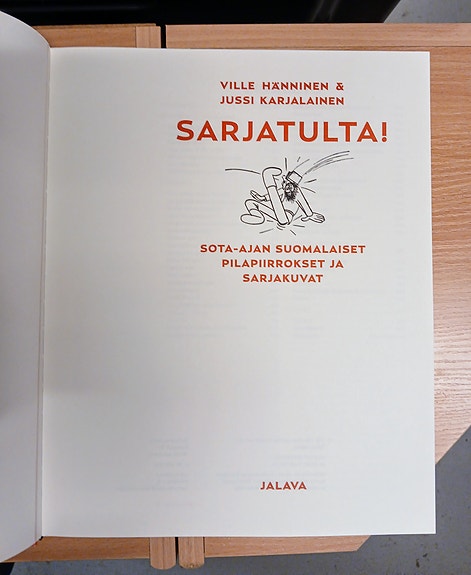 VILLE HÄNNINEN &
JUSSI KARJALAINEN
SARJATULTA!
SOTA-AJAN SUOMALAISET
PILAPIIRROKSET JA
SARJAKUVAT
JALAVA